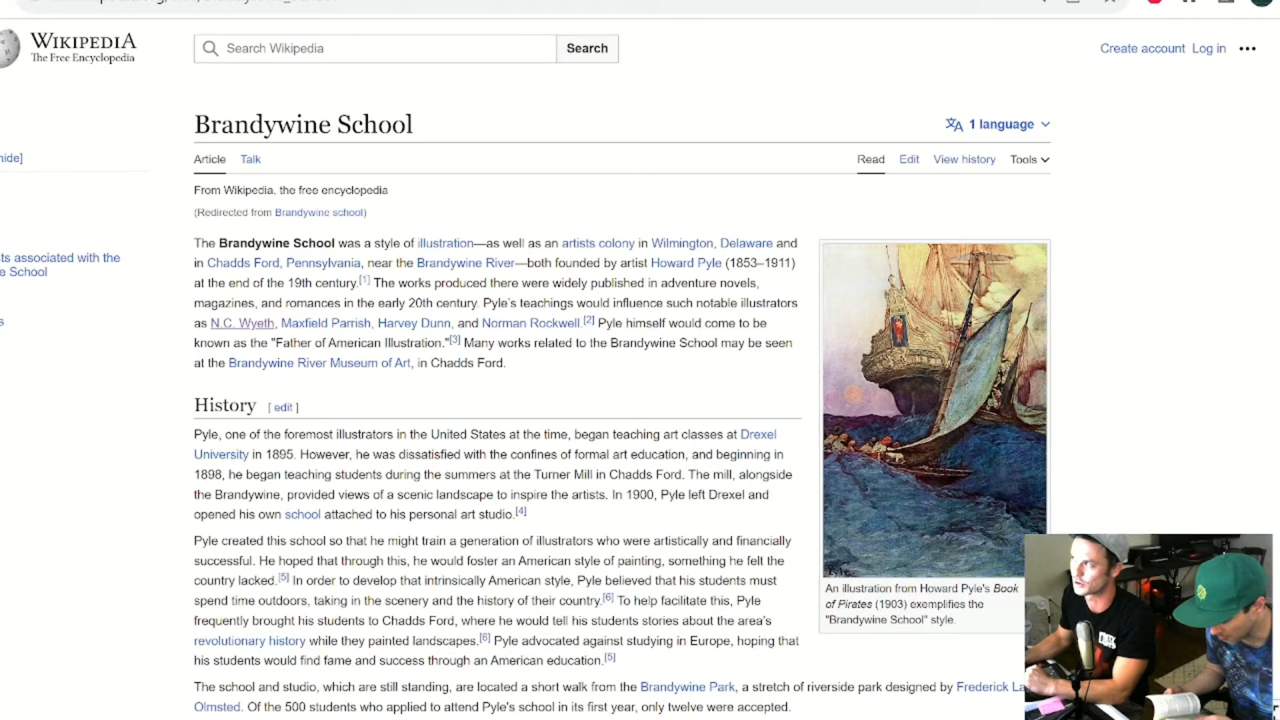 WIKIPEDIA
The Free Encyclopedia
Search Wikipedia
Search
Create account Log in
Brandywine School
1 language
Article Talk
Read Edit View history Tools
hide]
From Wikipedia, the free encyclopedia
(Redirected from Brandywine school)
The Brandywine School was a style of illustration—as well as an artists colony in Wilmington, Delaware and
in Chadds Ford, Pennsylvania, near the Brandywine River—both founded by artist Howard Pyle (1853–1911)
at the end of the 19th century.[1] The works produced there were widely published in adventure novels,
magazines, and romances in the early 20th century. Pyle's teachings would influence such notable illustrators
as N.C. Wyeth, Maxfield Parrish, Harvey Dunn, and Norman Rockwell.[2] Pyle himself would come to be
known as the "Father of American Illustration."[3] Many works related to the Brandywine School may be seen
at the Brandywine River Museum of Art, in Chadds Ford.
ts associated with the
e School
s
History [ edit ]
Pyle, one of the foremost illustrators in the United States at the time, began teaching art classes at Drexel
University in 1895. However, he was dissatisfied with the confines of formal art education, and beginning in
1898, he began teaching students during the summers at the Turner Mill in Chadds Ford. The mill, alongside
the Brandywine, provided views of a scenic landscape to inspire the artists. In 1900, Pyle left Drexel and
opened his own school attached to his personal art studio.[4]
Pyle created this school so that he might train a generation of illustrators who were artistically and financially
successful. He hoped that through this, he would foster an American style of painting, something he felt the
country lacked.[5] In order to develop that intrinsically American style, Pyle believed that his students must
spend time outdoors, taking in the scenery and the history of their country.[6] To help facilitate this, Pyle
frequently brought his students to Chadds Ford, where he would tell his students stories about the area's
revolutionary history while they painted landscapes.[6] Pyle advocated against studying in Europe, hoping that
his students would find fame and success through an American education.[5]
The school and studio, which are still standing, are located a short walk from the Brandywine Park, a stretch of riverside park designed by Frederick La
Olmsted. Of the 500 students who applied to attend Pyle's school in its first year, only twelve were accepted.
An illustration from Howard Pyle's Book
of Pirates (1903) exemplifies the
"Brandywine School" style.